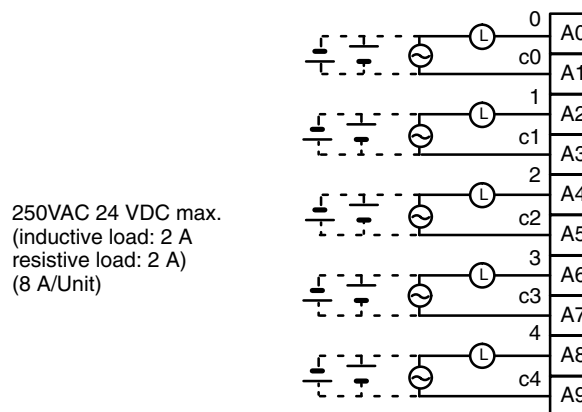 250VAC 24 VDC max.
(inductive load: 2 A
resistive load: 2 A)
(8 A/Unit)
0 L A0
c0 A1
1 L A2
c1 A3
2 L A4
c2 A5
3 L A6
c3 A7
4 L A8
c4 A9